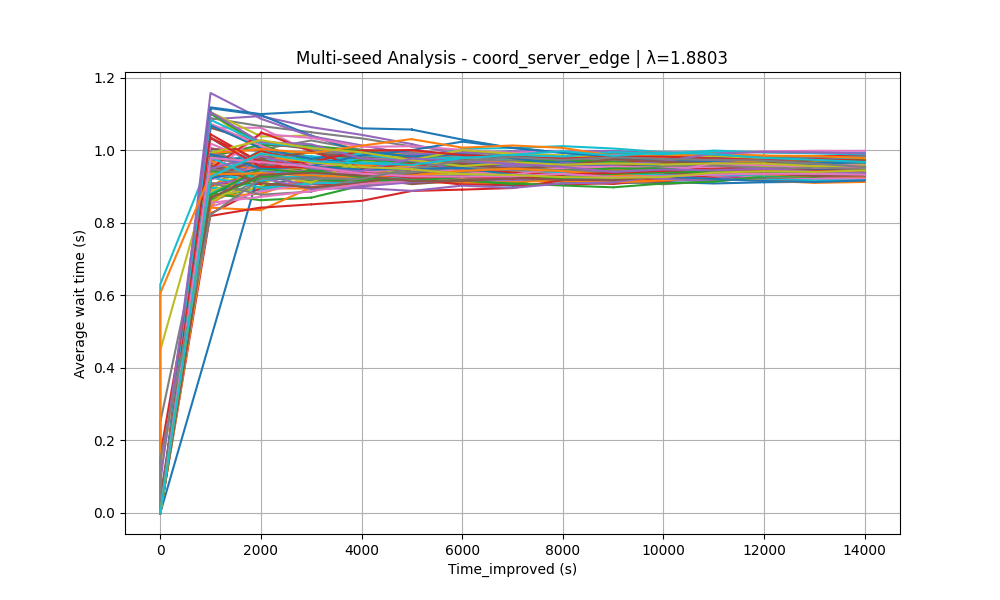 Multi-seed Analysis - coord_server_edge | λ=1.8803
1.2
1.0
0.8
0.6
0.4
0.2
0.0
Average wait time (s)
0 2000 4000 6000 8000 10000 12000 14000
Time_improved (s)